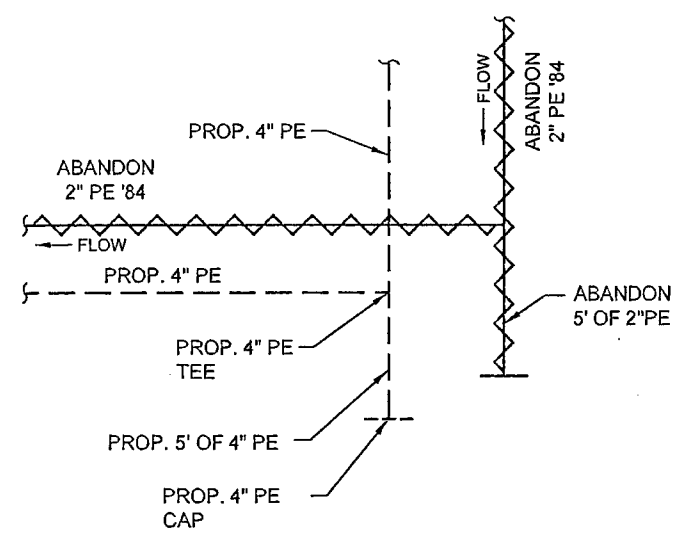 FLOW
ABANDON
2" PE '84
PROP. 4" PE
ABANDON
2" PE '84
FLOW
PROP. 4" PE
ABANDON
5' OF 2"PE
PROP. 4" PE
TEE
PROP. 5' OF 4" PE
PROP. 4" PE
CAP